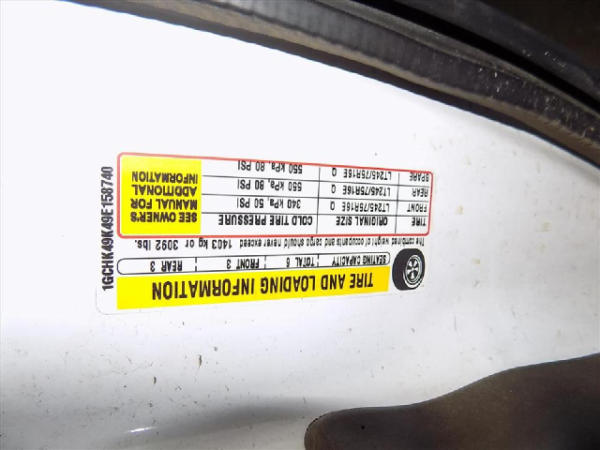 TIRE AND LOADING INFORMATION
SEATING CAPACITY TOTAL 6 FRONT 3 REAR 3
The combined weight of occupants and cargo should never exceed 1403 kg or 3092 lbs.
TIRE ORIGINAL SIZE COLD TIRE PRESSURE
FRONT LT245/75R16E Q 340 kPa, 50 PSI
REAR LT245/75R16E Q 550 kPa, 80 PSI
SPARE LT245/75R16E Q 550 kPa, 80 PSI
SEE OWNER'S
MANUAL FOR
ADDITIONAL
INFORMATION
1GCHK49K49E158740